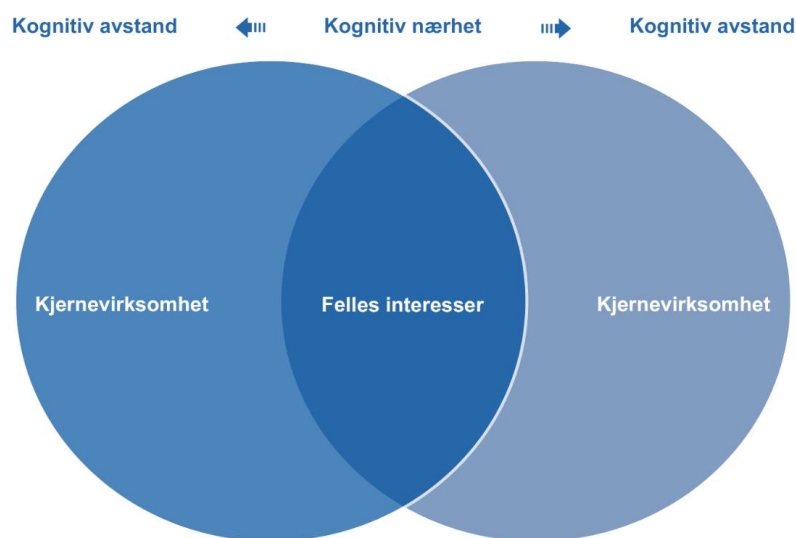 Kognitiv avstand Kognitiv nærhet Kognitiv avstand
Kjernevirksomhet Felles interesser Kjernevirksomhet